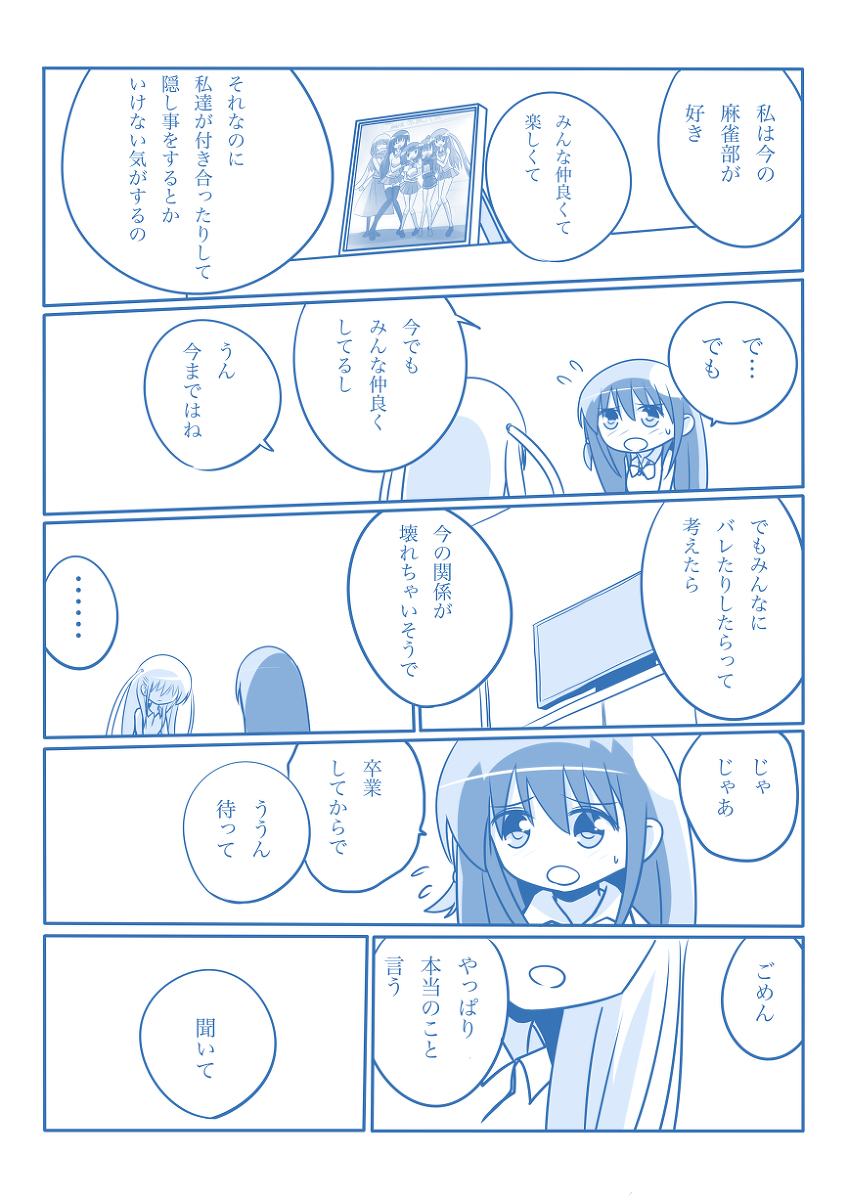 私は今の
麻雀部が
好き
みんな仲良くて
楽しくて
それなのに
私達が付き合ったりして
隠し事をするとか
いけない気がするの
で…
でも
今でも
みんな仲良く
してるし
うん
今まではね
でもみんなに
バレたりしたらって
考えたら
今の関係が
壊れちゃいそうで
・・・・・・
じゃ
じゃあ
卒業
してからで
ううん
待って
ごめん
やっぱり
本当のこと
言う
聞いて